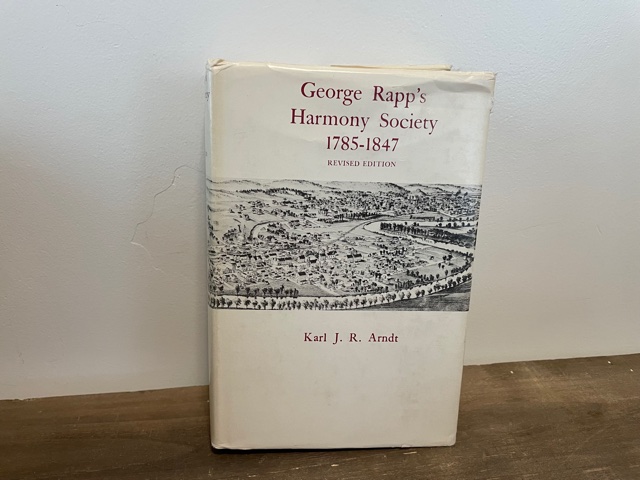 George Rapp's
Harmony Society
1785-1847
REVISED EDITION
Karl J. R. Arndt